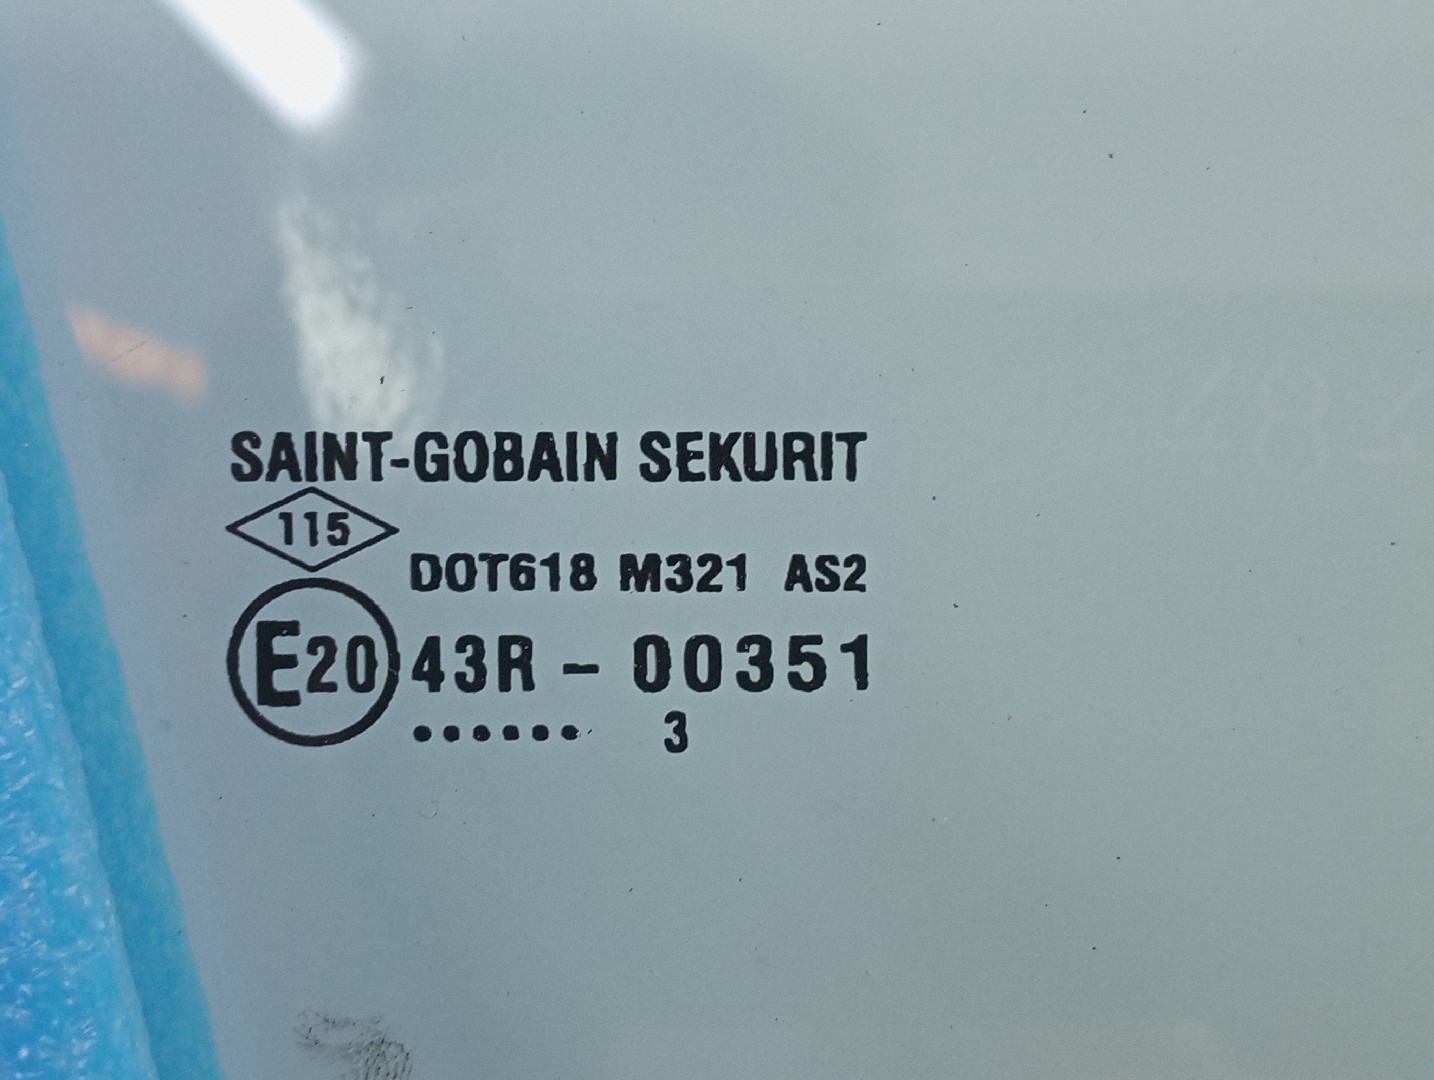 SAINT-GOBAIN SEKURIT
115
DOT618 M321 AS2
E20 43R - 00351
...... 3